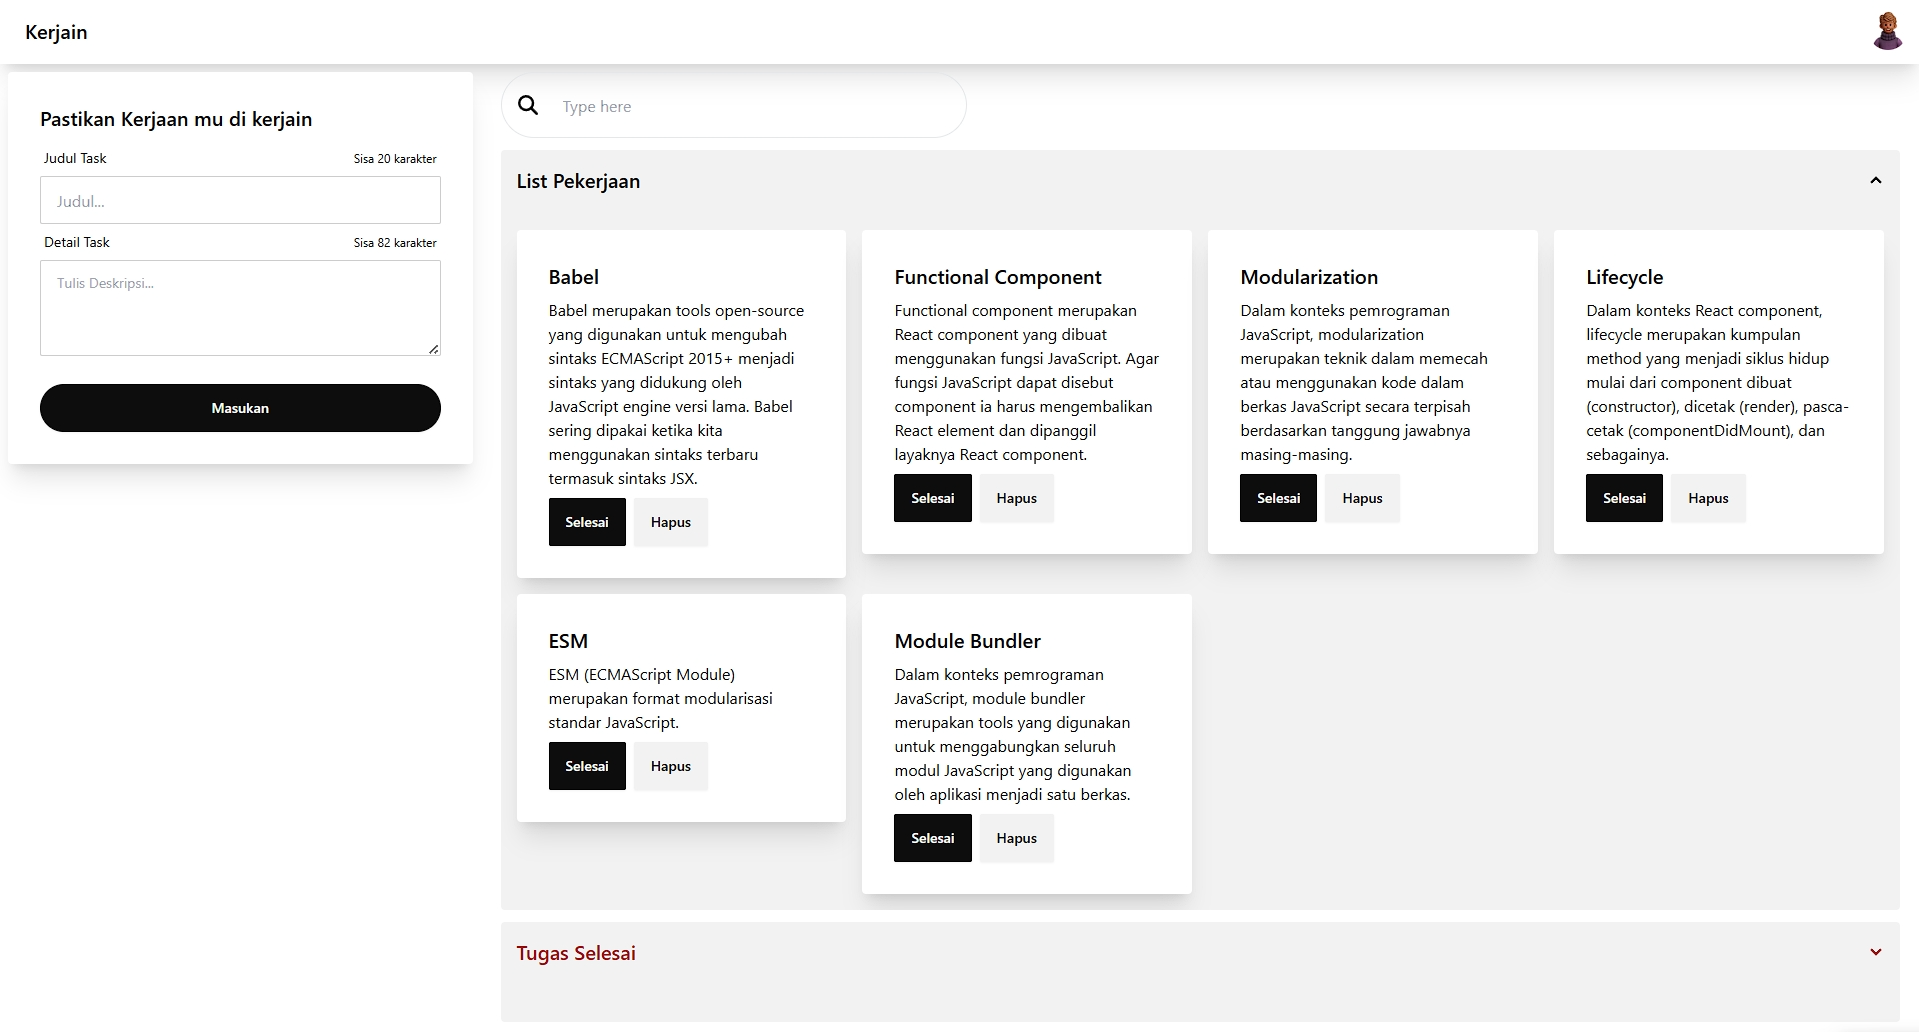 Kerjain
Pastikan Kerjaan mu di kerjain
Judul Task
Sisa 20 karakter
Judul...
Detail Task
Sisa 82 karakter
Tulis Deskripsi...
Masukan
Type here
List Pekerjaan
Babel
Babel merupakan tools open-source
yang digunakan untuk mengubah
sintaks ECMAScript 2015+ menjadi
sintaks yang didukung oleh
JavaScript engine versi lama. Babel
sering dipakai ketika kita
menggunakan sintaks terbaru
termasuk sintaks JSX.
Selesai
Hapus
Functional Component
Functional component merupakan
React component yang dibuat
menggunakan fungsi JavaScript. Agar
fungsi JavaScript dapat disebut
component ia harus mengembalikan
React element dan dipanggil
layaknya React component.
Selesai
Hapus
Modularization
Dalam konteks pemrograman
JavaScript, modularization
merupakan teknik dalam memecah
atau menggunakan kode dalam
berkas JavaScript secara terpisah
berdasarkan tanggung jawabnya
masing-masing.
Selesai
Hapus
Lifecycle
Dalam konteks React component,
lifecycle merupakan kumpulan
method yang menjadi siklus hidup
mulai dari component dibuat
(constructor), dicetak (render), pasca-
cetak (componentDidMount), dan
sebagainya.
Selesai
Hapus
ESM
ESM (ECMAScript Module)
merupakan format modularisasi
standar JavaScript.
Selesai
Hapus
Module Bundler
Dalam konteks pemrograman
JavaScript, module bundler
merupakan tools yang digunakan
untuk menggabungkan seluruh
modul JavaScript yang digunakan
oleh aplikasi menjadi satu berkas.
Selesai
Hapus
Tugas Selesai